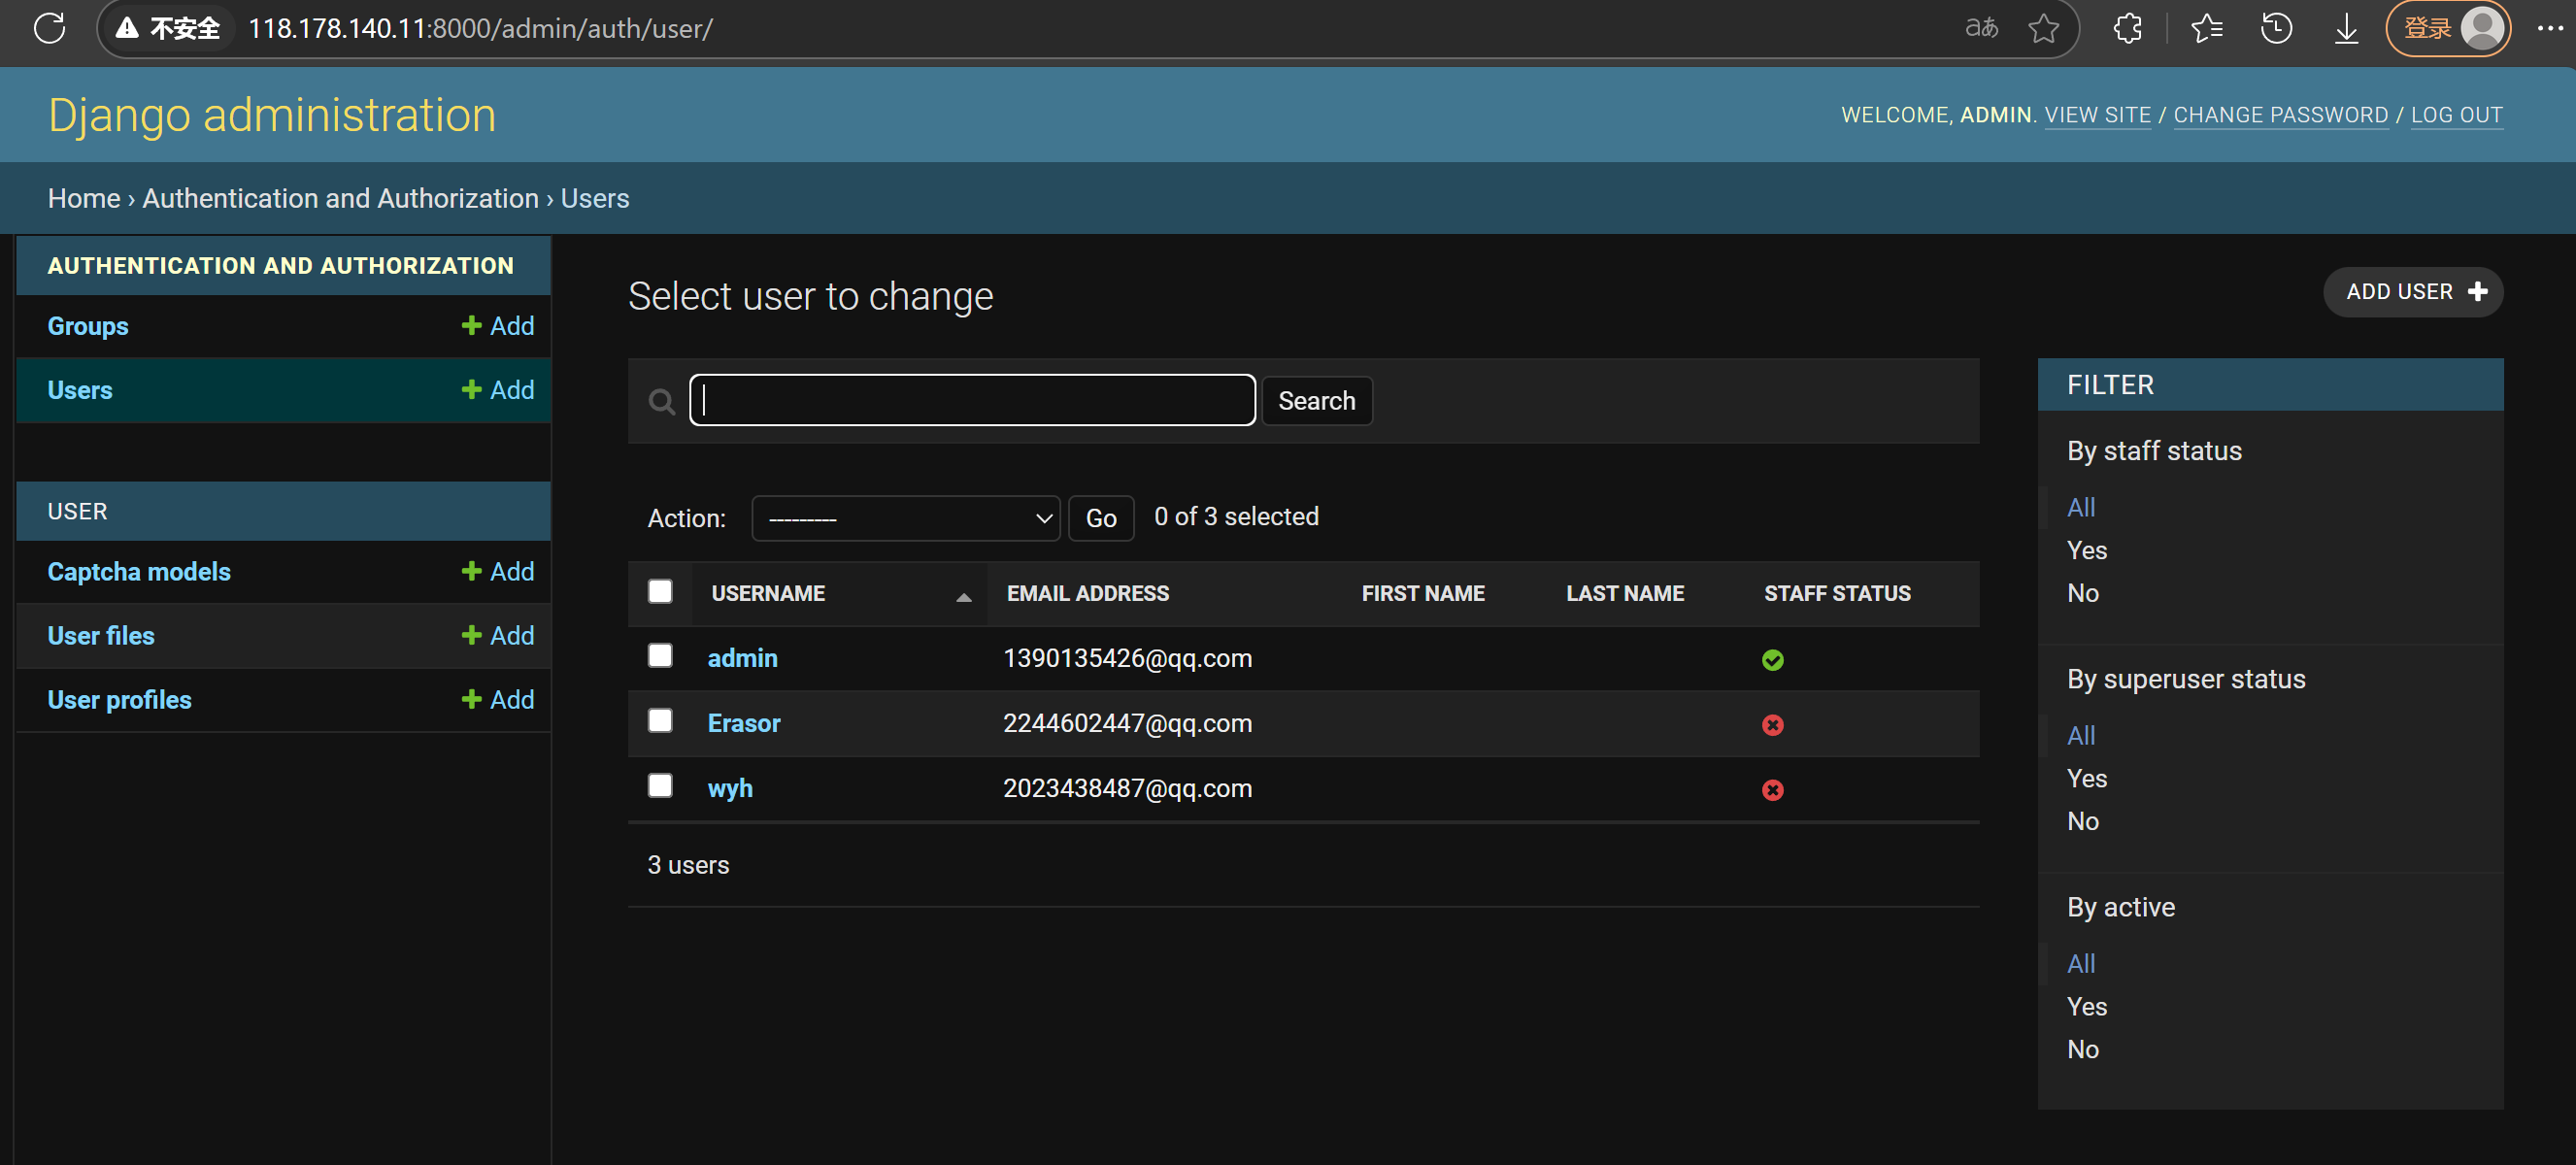 不安全 118.178.140.11:8000/admin/auth/user/ aあ 登录
Django administration
WELCOME, ADMIN. VIEW SITE / CHANGE PASSWORD / LOG OUT
Home › Authentication and Authorization › Users
AUTHENTICATION AND AUTHORIZATION
Groups + Add
Users + Add
USER
Captcha models + Add
User files + Add
User profiles + Add
Select user to change
ADD USER +
Search
Action: --------- Go 0 of 3 selected
USERNAME EMAIL ADDRESS FIRST NAME LAST NAME STAFF STATUS
admin 1390135426@qq.com
Erasor 2244602447@qq.com
wyh 2023438487@qq.com
3 users
FILTER
By staff status
All
Yes
No
By superuser status
All
Yes
No
By active
All
Yes
No